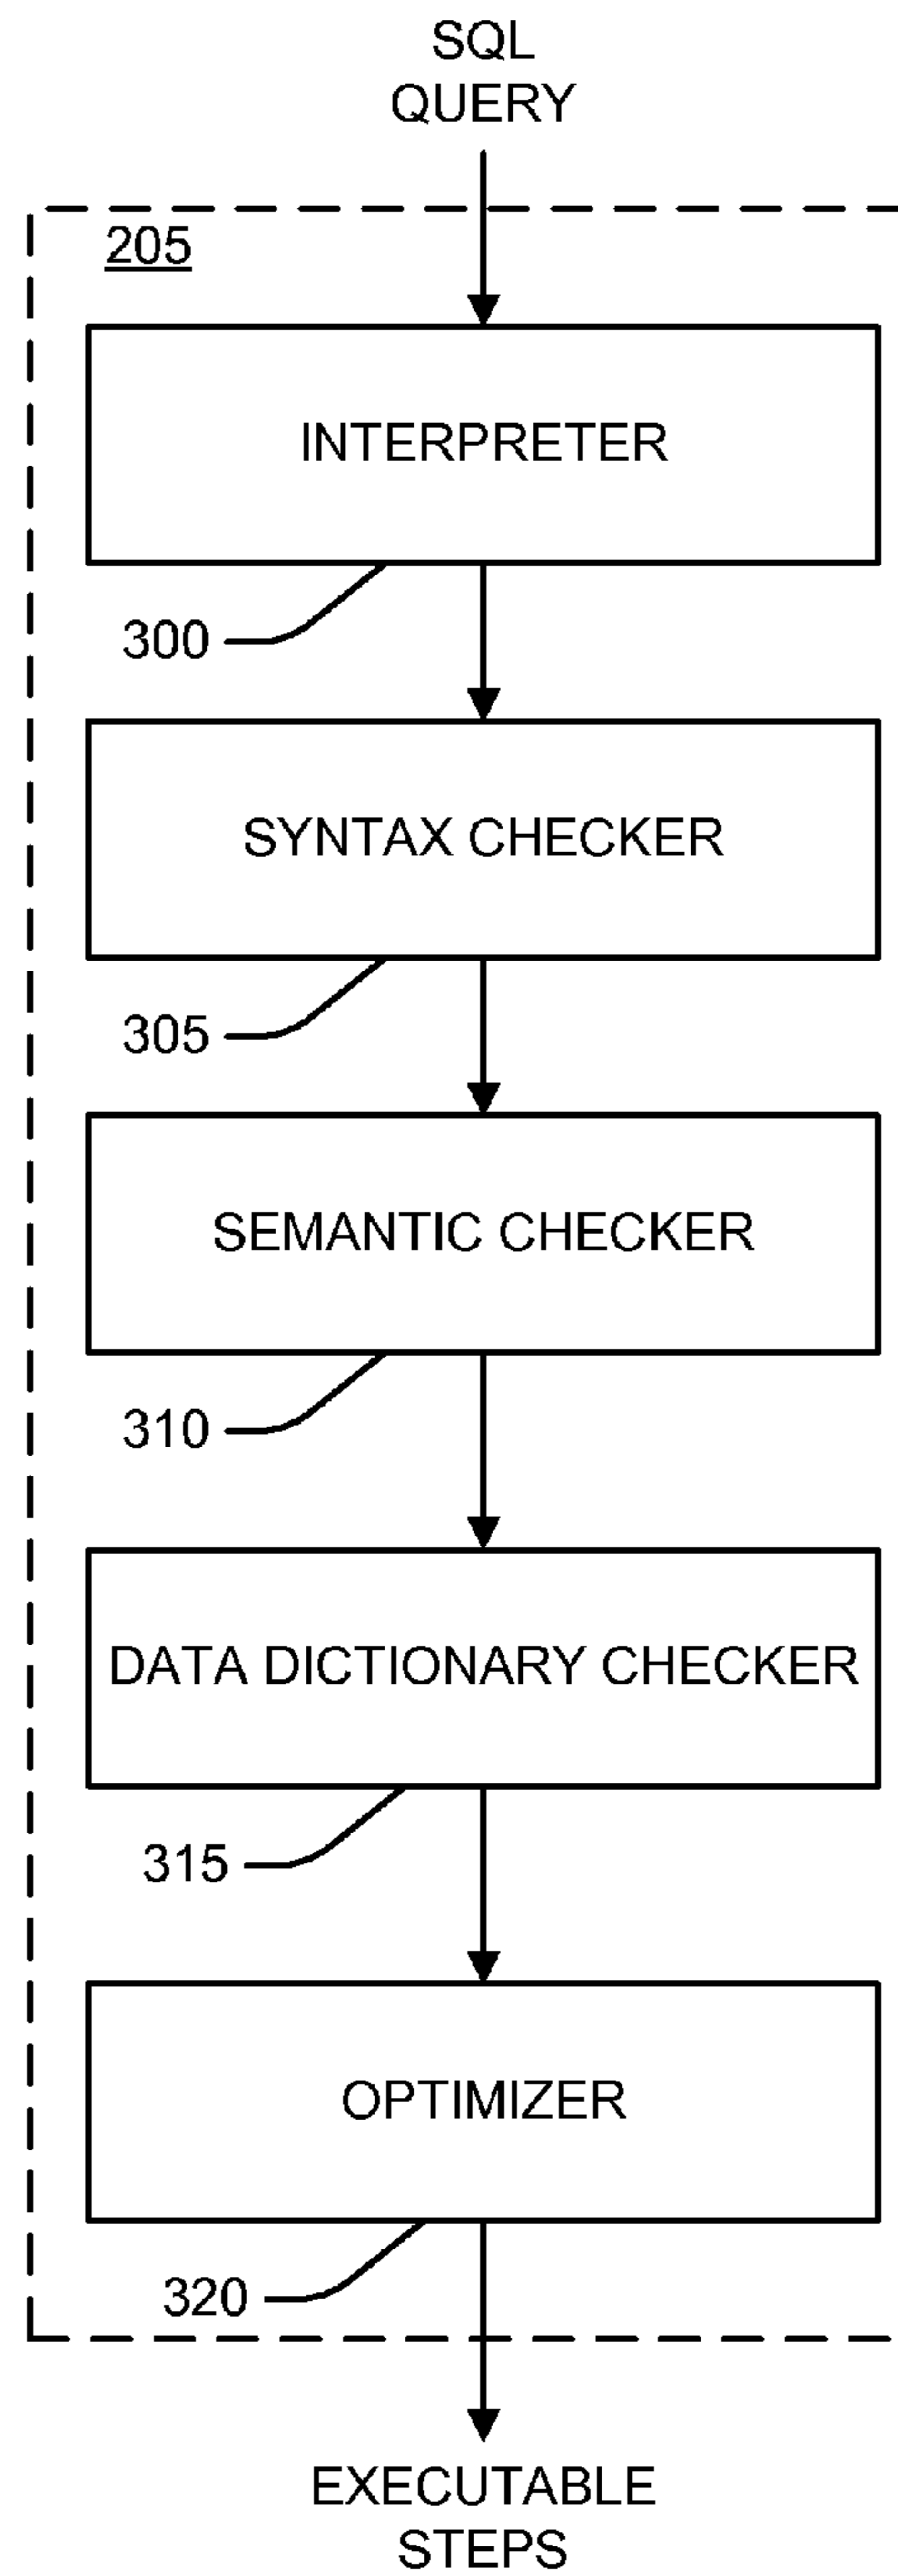 SQL
QUERY
205
INTERPRETER
300
SYNTAX CHECKER
305
SEMANTIC CHECKER
310
DATA DICTIONARY CHECKER
315
OPTIMIZER
320
EXECUTABLE
STEPS